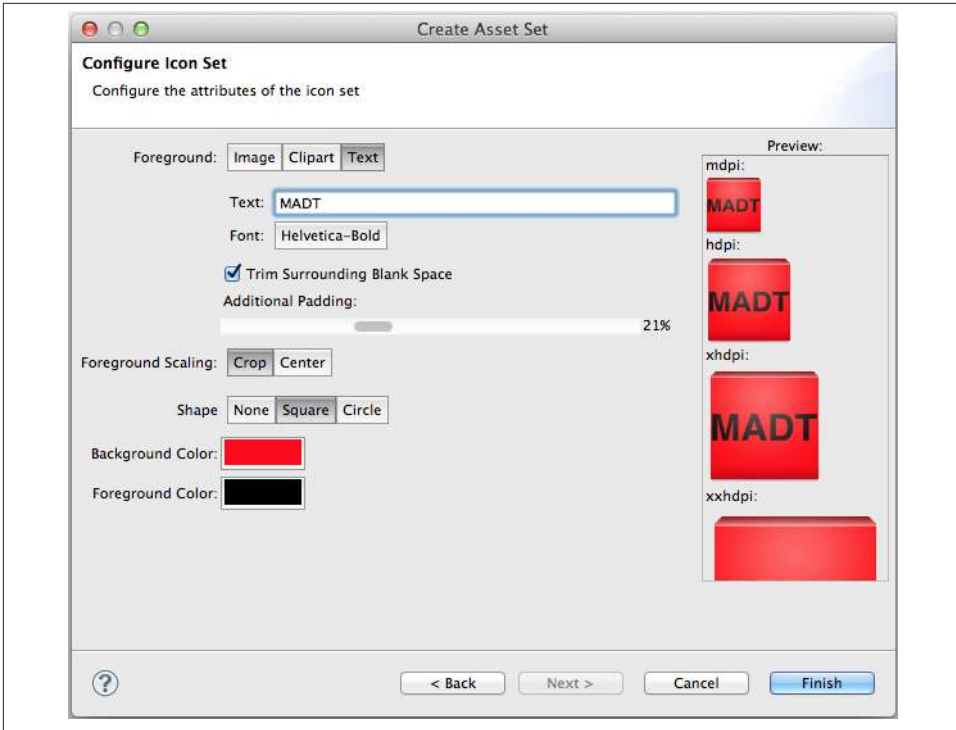 Create Asset Set
Configure Icon Set
Configure the attributes of the icon set
Foreground: Image Clipart Text
Text: MADT
Font: Helvetica-Bold
Trim Surrounding Blank Space
Additional Padding:
21%
Foreground Scaling: Crop Center
Shape None Square Circle
Background Color:
Foreground Color:
Preview:
mdpi:
MADT
hdpi:
MADT
xhdpi:
MADT
xxhdpi:
? < Back Next > Cancel Finish